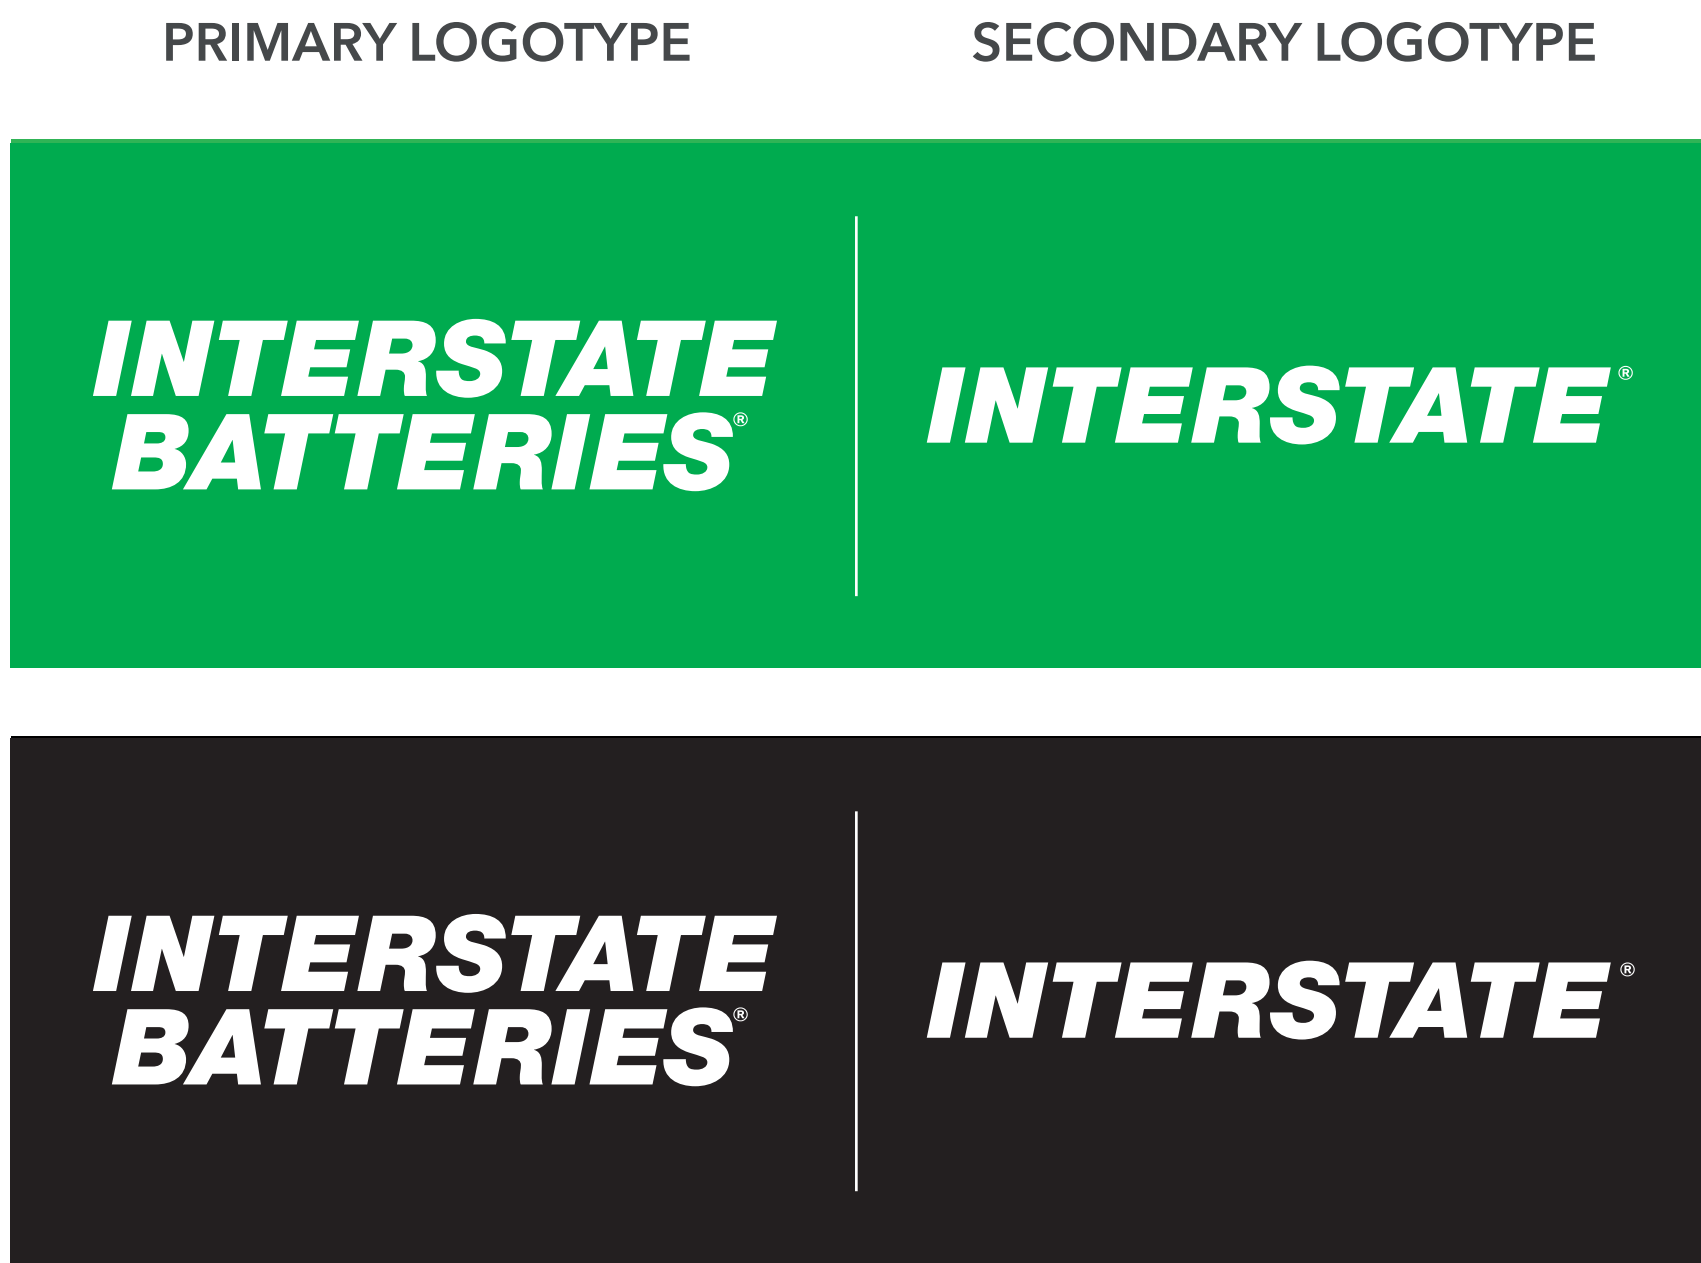 PRIMARY LOGOTYPE
SECONDARY LOGOTYPE
INTERSTATE
BATTERIES®
INTERSTATE®
INTERSTATE
BATTERIES®
INTERSTATE®